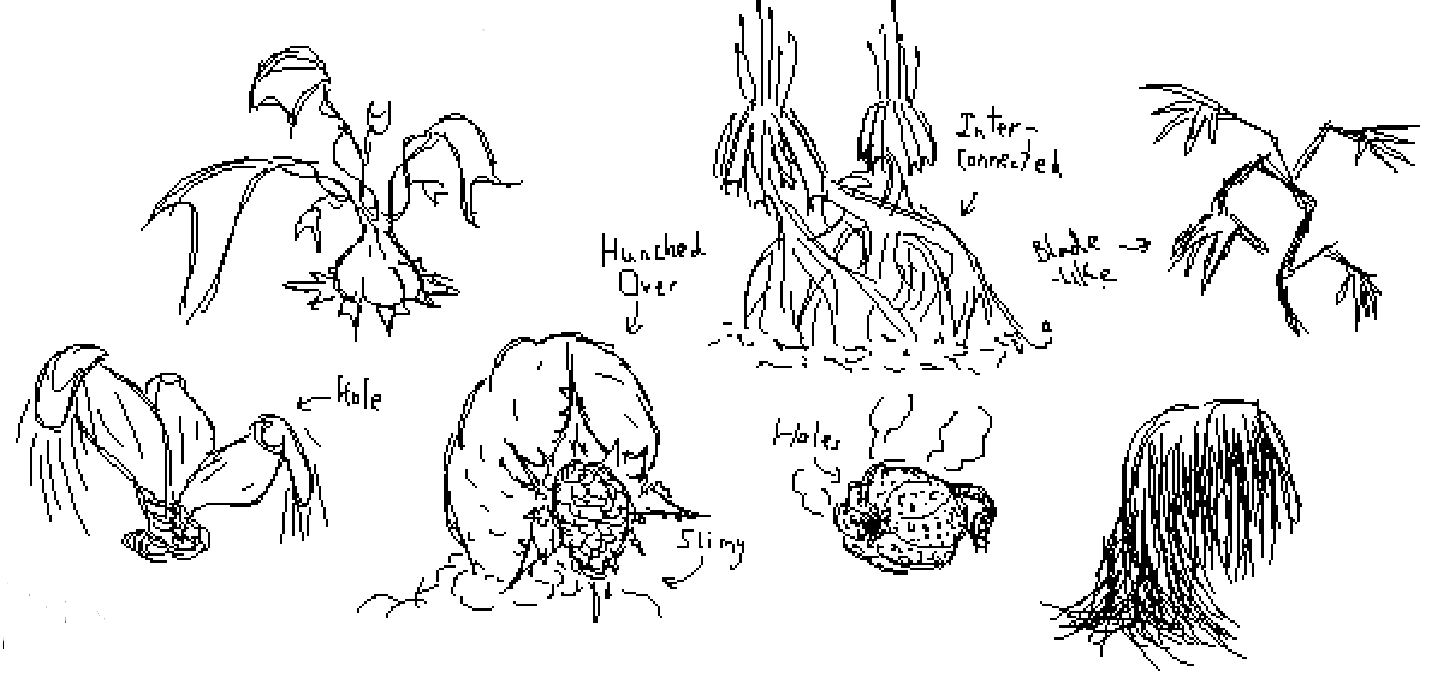 Inter-
Connected
Hunched
Over
Blade
-like
Hole
Holes
Slimy